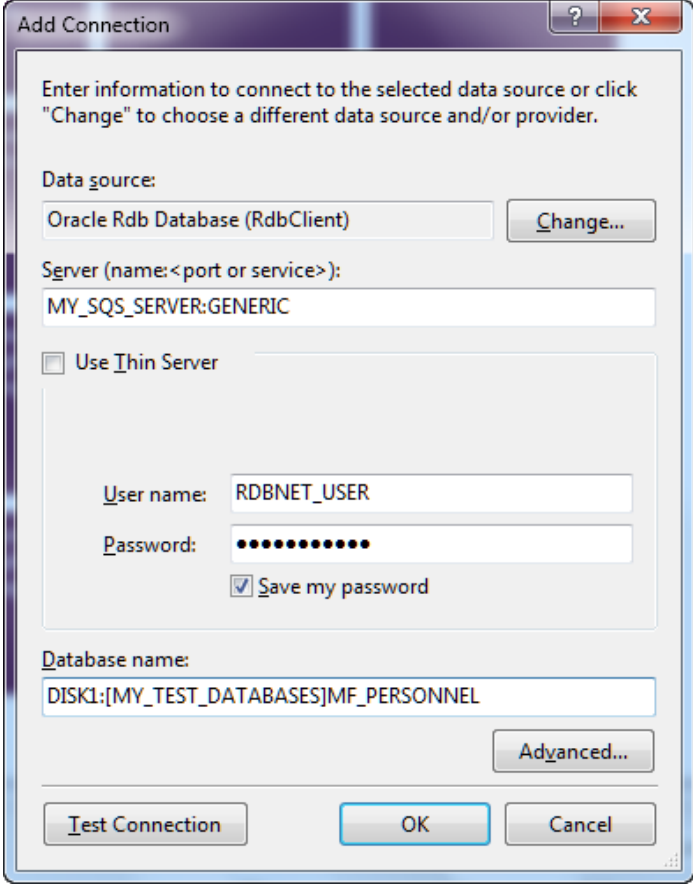 Add Connection
?
Enter information to connect to the selected data source or click
"Change" to choose a different data source and/or provider.
Data source:
Oracle Rdb Database (RdbClient)
Change...
Server (name:<port or service>):
MY_SQS_SERVER:GENERIC
Use Thin Server
User name:
RDBNET_USER
Password:
●●●●●●●●●●●
Save my password
Database name:
DISK1:[MY_TEST_DATABASES]MF_PERSONNEL
Advanced...
Test Connection
OK
Cancel